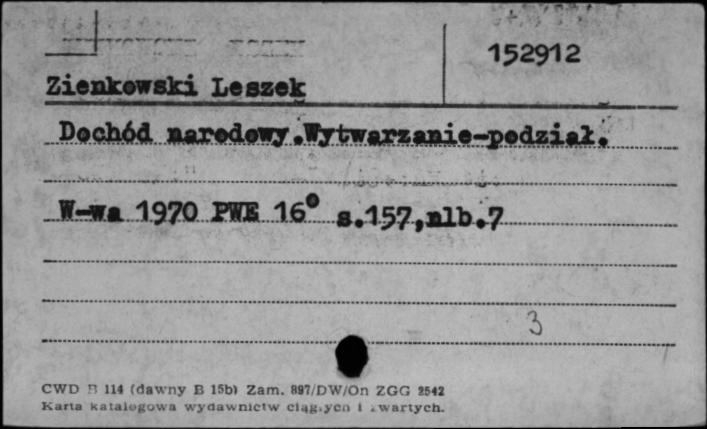 152912
Zienkowski Leszek
Dochód narodowy.Wytwarzanie-podział.
W-wa 1970 PWE 16° s.157,nlb.7
3
CWD B 114 (dawny B 15b) Zam. 897/DW/On ZGG 2542
Karta katalogowa wydawnictw ciągłych i zwartych.